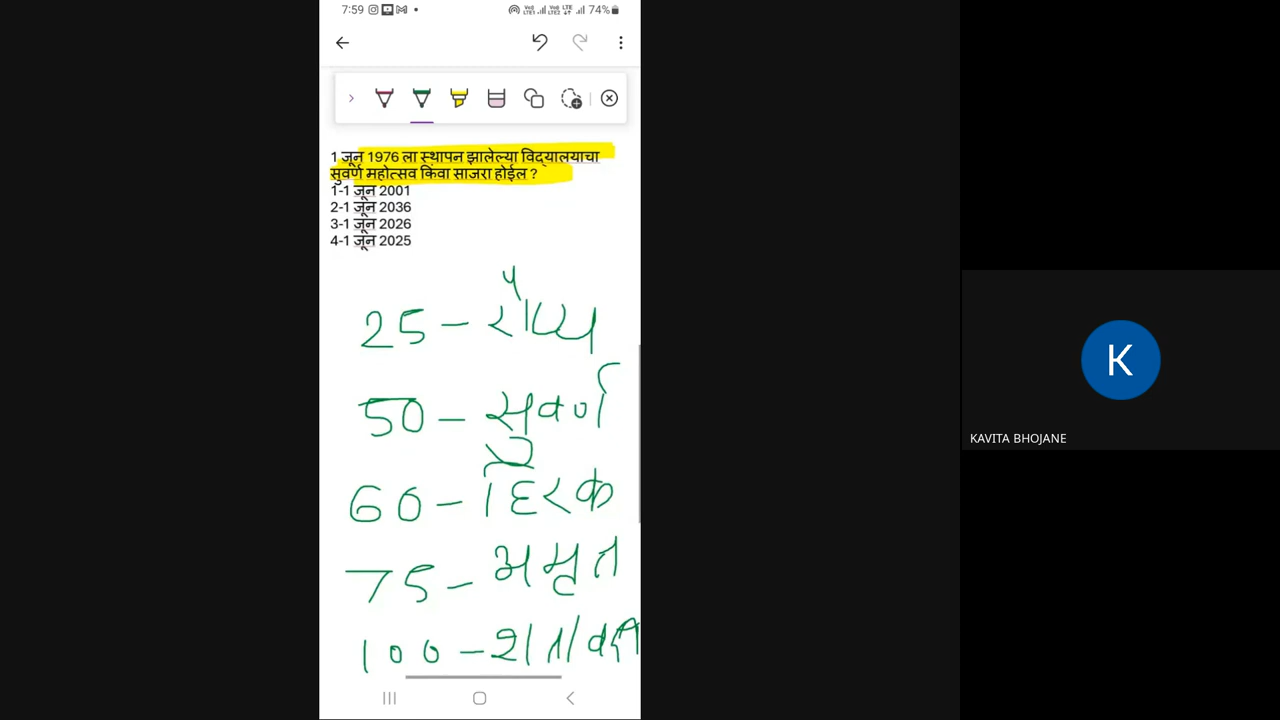 7:59 74%
1 जून 1976 ला स्थापन झालेल्या विद्यालयाचा
सुवर्ण महोत्सव किंवा साजरा होईल ?
1-1 जून 2001
2-1 जून 2036
3-1 जून 2026
4-1 जून 2025
25 – रौप्य
50 – सुवर्ण
60 – हिरक
75 – अमृत
100 – शताब्दी
K
KAVITA BHOJANE